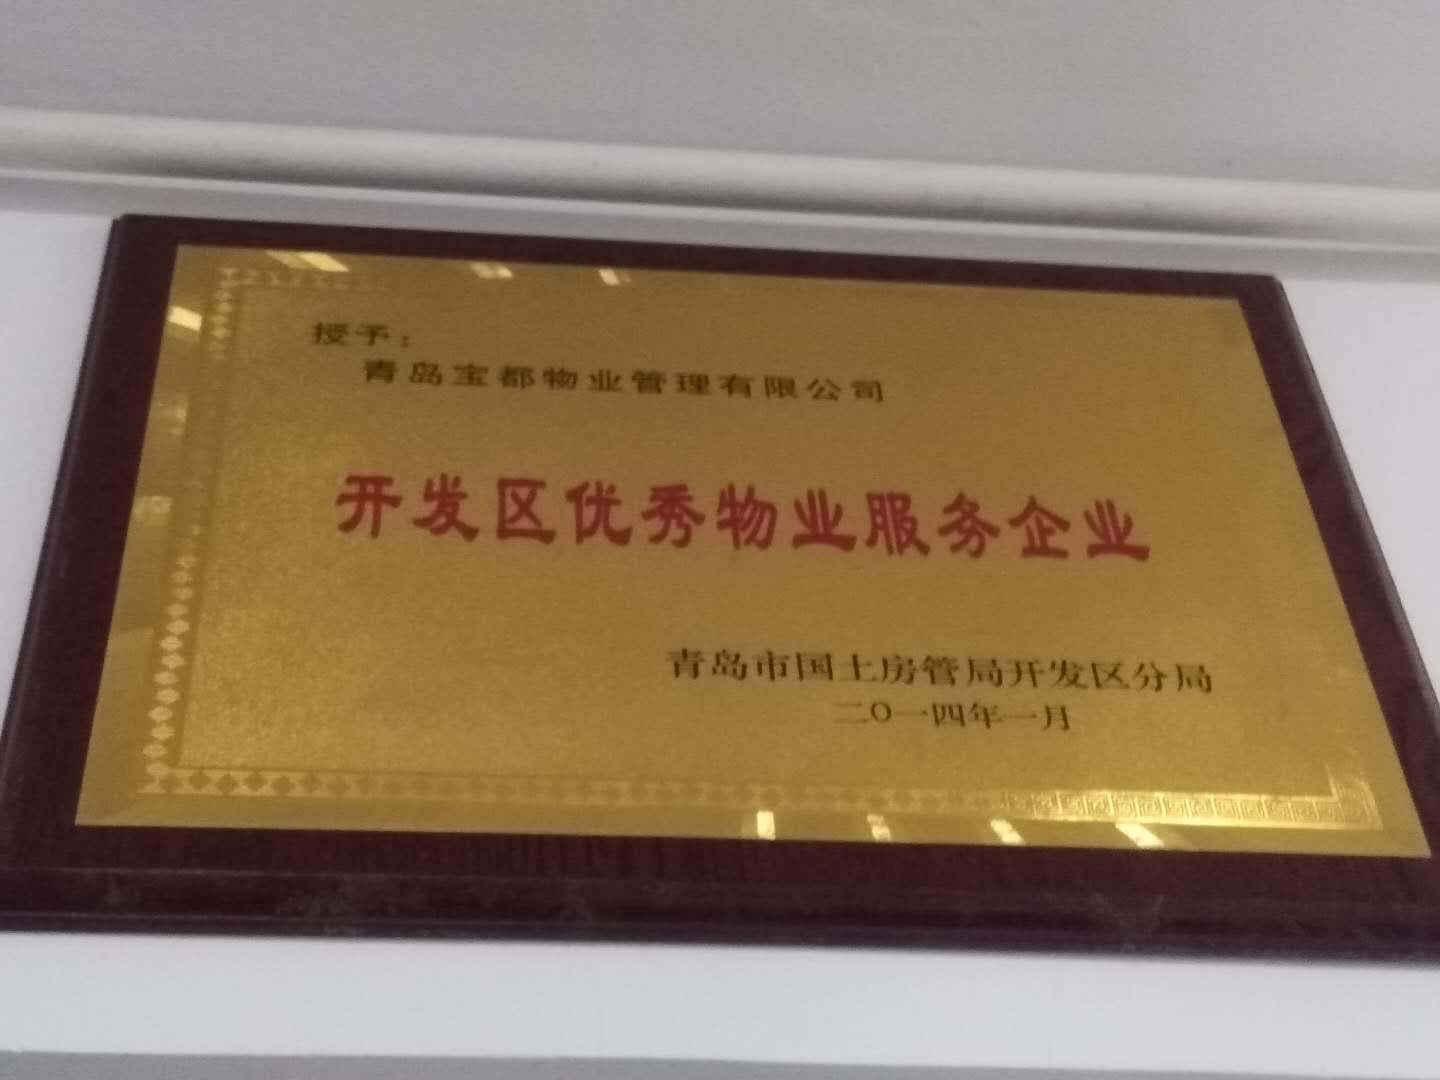 授予：
青岛宝都物业管理有限公司
开发区优秀物业服务企业
青岛市国土房管局开发区分局
二〇一四年一月